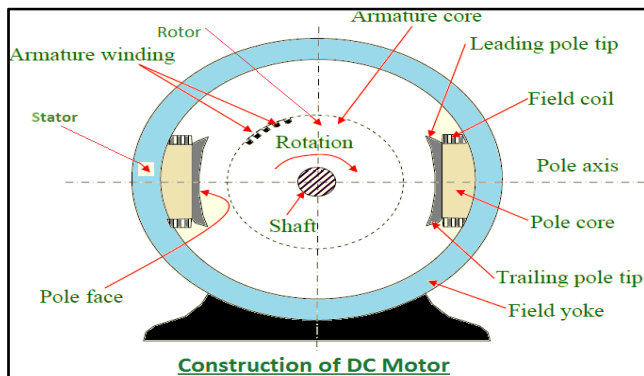 Armature core
Rotor
Armature winding
Leading pole tip
Field coil
Stator
Rotation
Pole axis
Shaft
Pole core
Pole face
Trailing pole tip
Field yoke
Construction of DC Motor